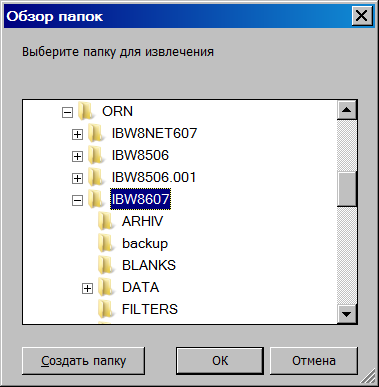 Обзор папок
Выберите папку для извлечения
ORN
IBW8NET607
IBW8506
IBW8506.001
IBW8607
ARHIV
backup
BLANKS
DATA
FILTERS
Создать папку
ОК
Отмена